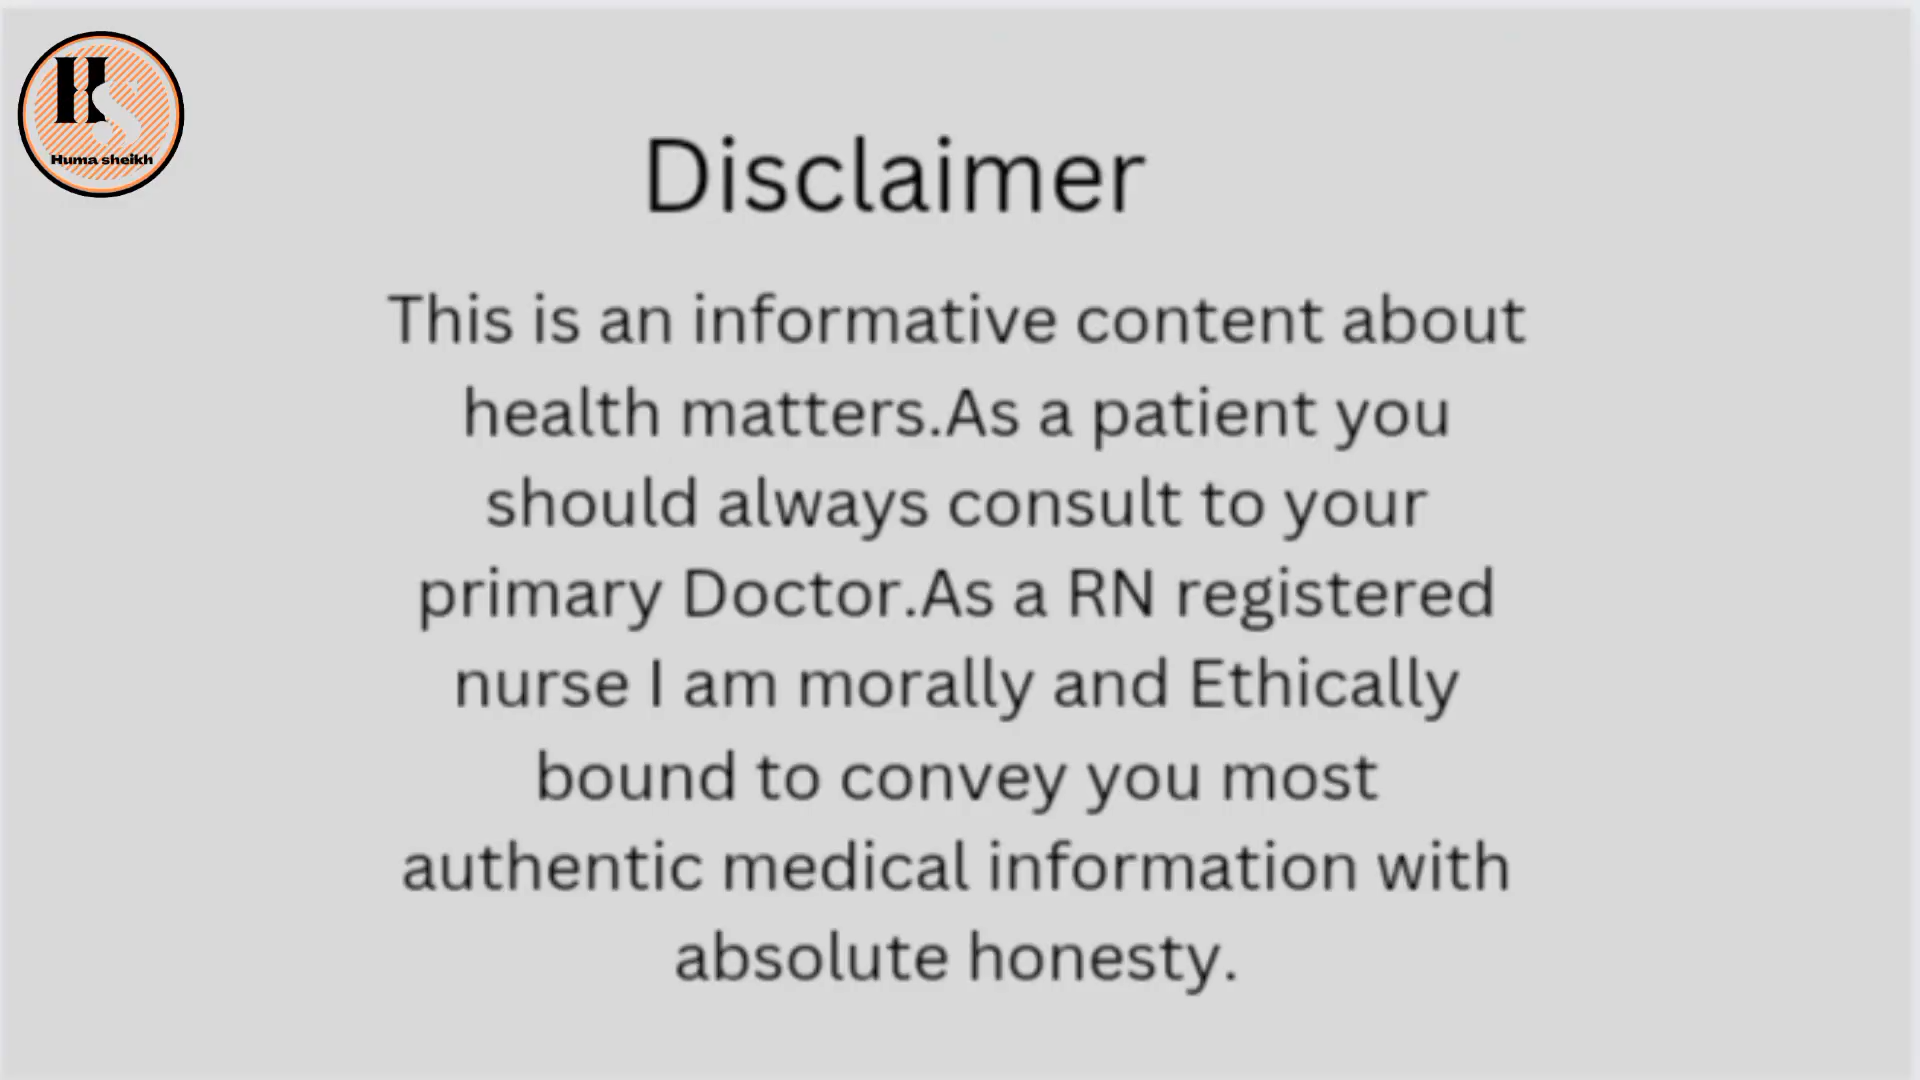 HS
Huma sheikh
Disclaimer
This is an informative content about
health matters.As a patient you
should always consult to your
primary Doctor.As a RN registered
nurse I am morally and Ethically
bound to convey you most
authentic medical information with
absolute honesty.